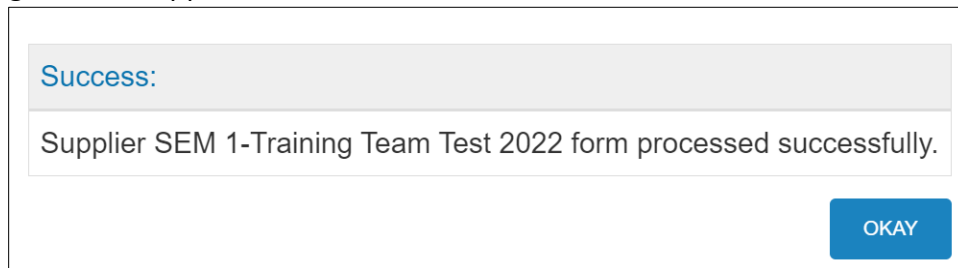 Success:
Supplier SEM 1-Training Team Test 2022 form processed successfully.
OKAY